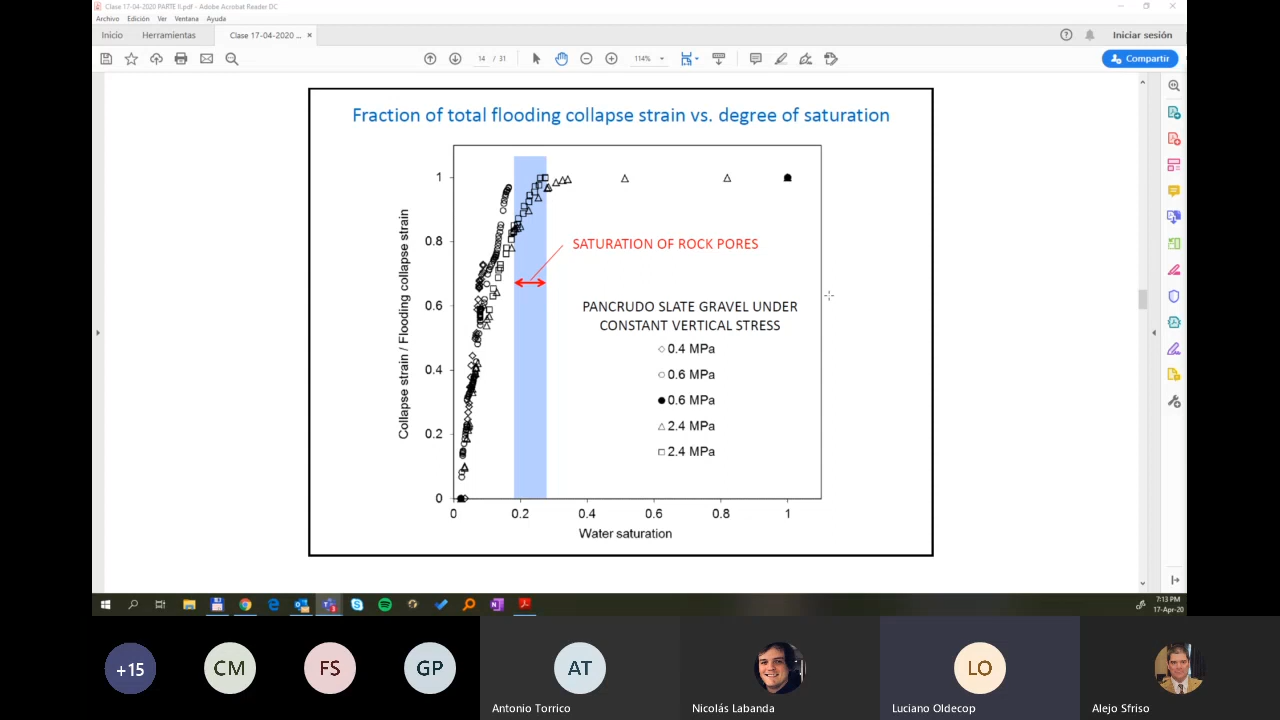 Clase 17-04-2020 PARTE II.pdf - Adobe Acrobat Reader DC
Archivo Edición Ver Ventana Ayuda
Inicio Herramientas Clase 17-04-2020 ... × Iniciar sesión
14 / 31 114% Compartir
Fraction of total flooding collapse strain vs. degree of saturation
Collapse strain / Flooding collapse strain
1
0.8
0.6
0.4
0.2
0
SATURATION OF ROCK PORES
PANCRUDO SLATE GRAVEL UNDER
CONSTANT VERTICAL STRESS
0.4 MPa
0.6 MPa
0.6 MPa
2.4 MPa
2.4 MPa
0 0.2 0.4 0.6 0.8 1
Water saturation
7:13 PM
17-Apr-20
+15 CM FS GP AT LO
Antonio Torrico Nicolás Labanda Luciano Oldecop Alejo Sfriso